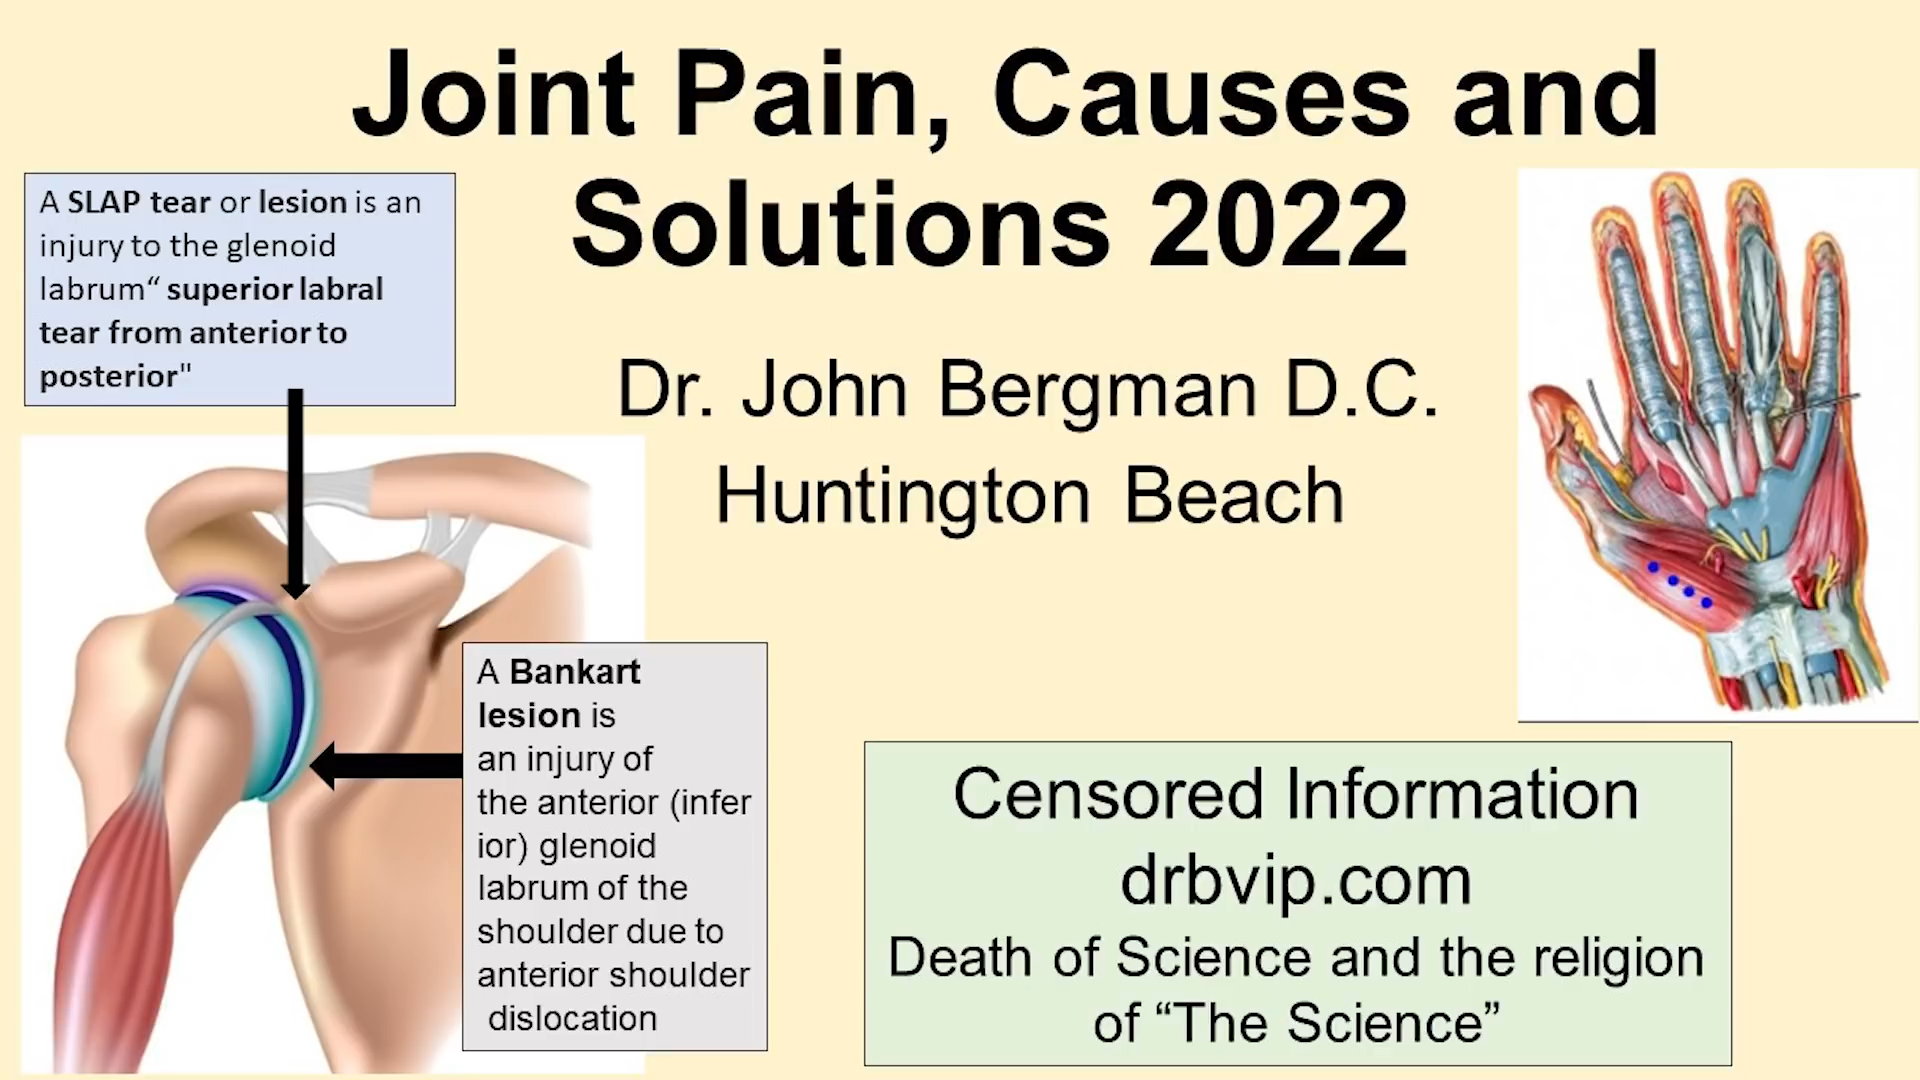 Joint Pain, Causes and
Solutions 2022
A SLAP tear or lesion is an
injury to the glenoid
labrum“ superior labral
tear from anterior to
posterior"
Dr. John Bergman D.C.
Huntington Beach
A Bankart
lesion is
an injury of
the anterior (infer
ior) glenoid
labrum of the
shoulder due to
anterior shoulder
dislocation
Censored Information
drbvip.com
Death of Science and the religion
of “The Science”